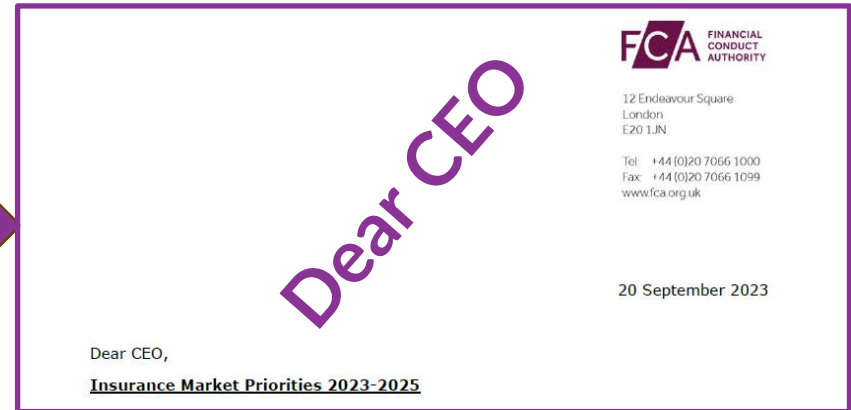 FCA
FINANCIAL
CONDUCT
AUTHORITY
12 Endeavour Square
London
E20 1JN
Tel: +44 (0)20 7066 1000
Fax: +44 (0)20 7066 1099
www.fca.org.uk
Dear CEO
20 September 2023
Dear CEO,
Insurance Market Priorities 2023-2025